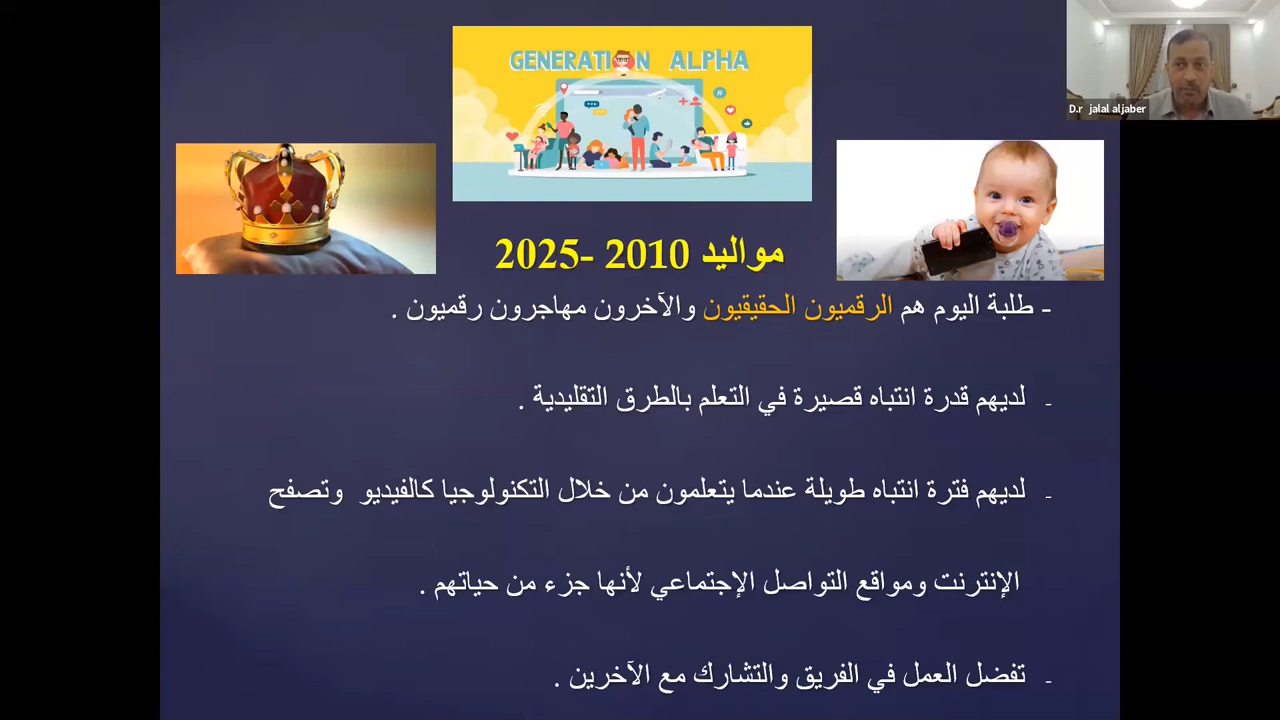 GENERATION ALPHA
D.r jalal aljaber
مواليد 2010 -2025
- طلبة اليوم هم الرقميون الحقيقيون والآخرون مهاجرون رقميون .
- لديهم قدرة انتباه قصيرة في التعلم بالطرق التقليدية .
- لديهم فترة انتباه طويلة عندما يتعلمون من خلال التكنولوجيا كالفيديو وتصفح
الإنترنت ومواقع التواصل الإجتماعي لأنها جزء من حياتهم .
- تفضل العمل في الفريق والتشارك مع الآخرين .